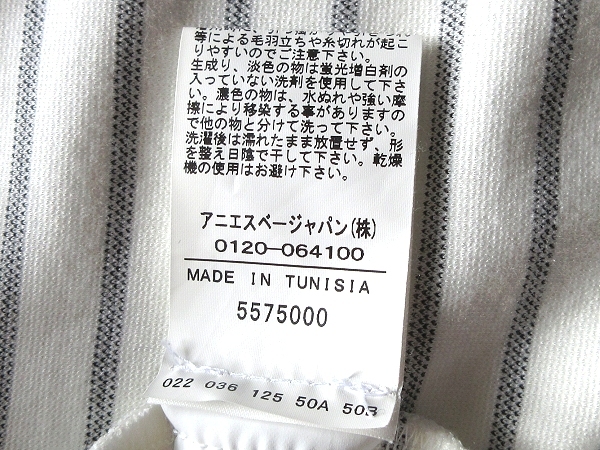 等による毛羽立ちや糸切れが起こ
りやすいのでご注意下さい。
生成り、淡色の物は蛍光増白剤の
入っていない洗剤を使用して下さ
い。濃色の物は、水ぬれや強い摩
擦により移染する事がありますの
で他の物と分けて洗って下さい。
洗濯後は濡れたまま放置せず、形
を整え日陰で干して下さい。乾燥
機の使用はお避け下さい。
アニエスベージャパン(株)
0120-064100
MADE IN TUNISIA
5575000
022 036 125 50A 50B